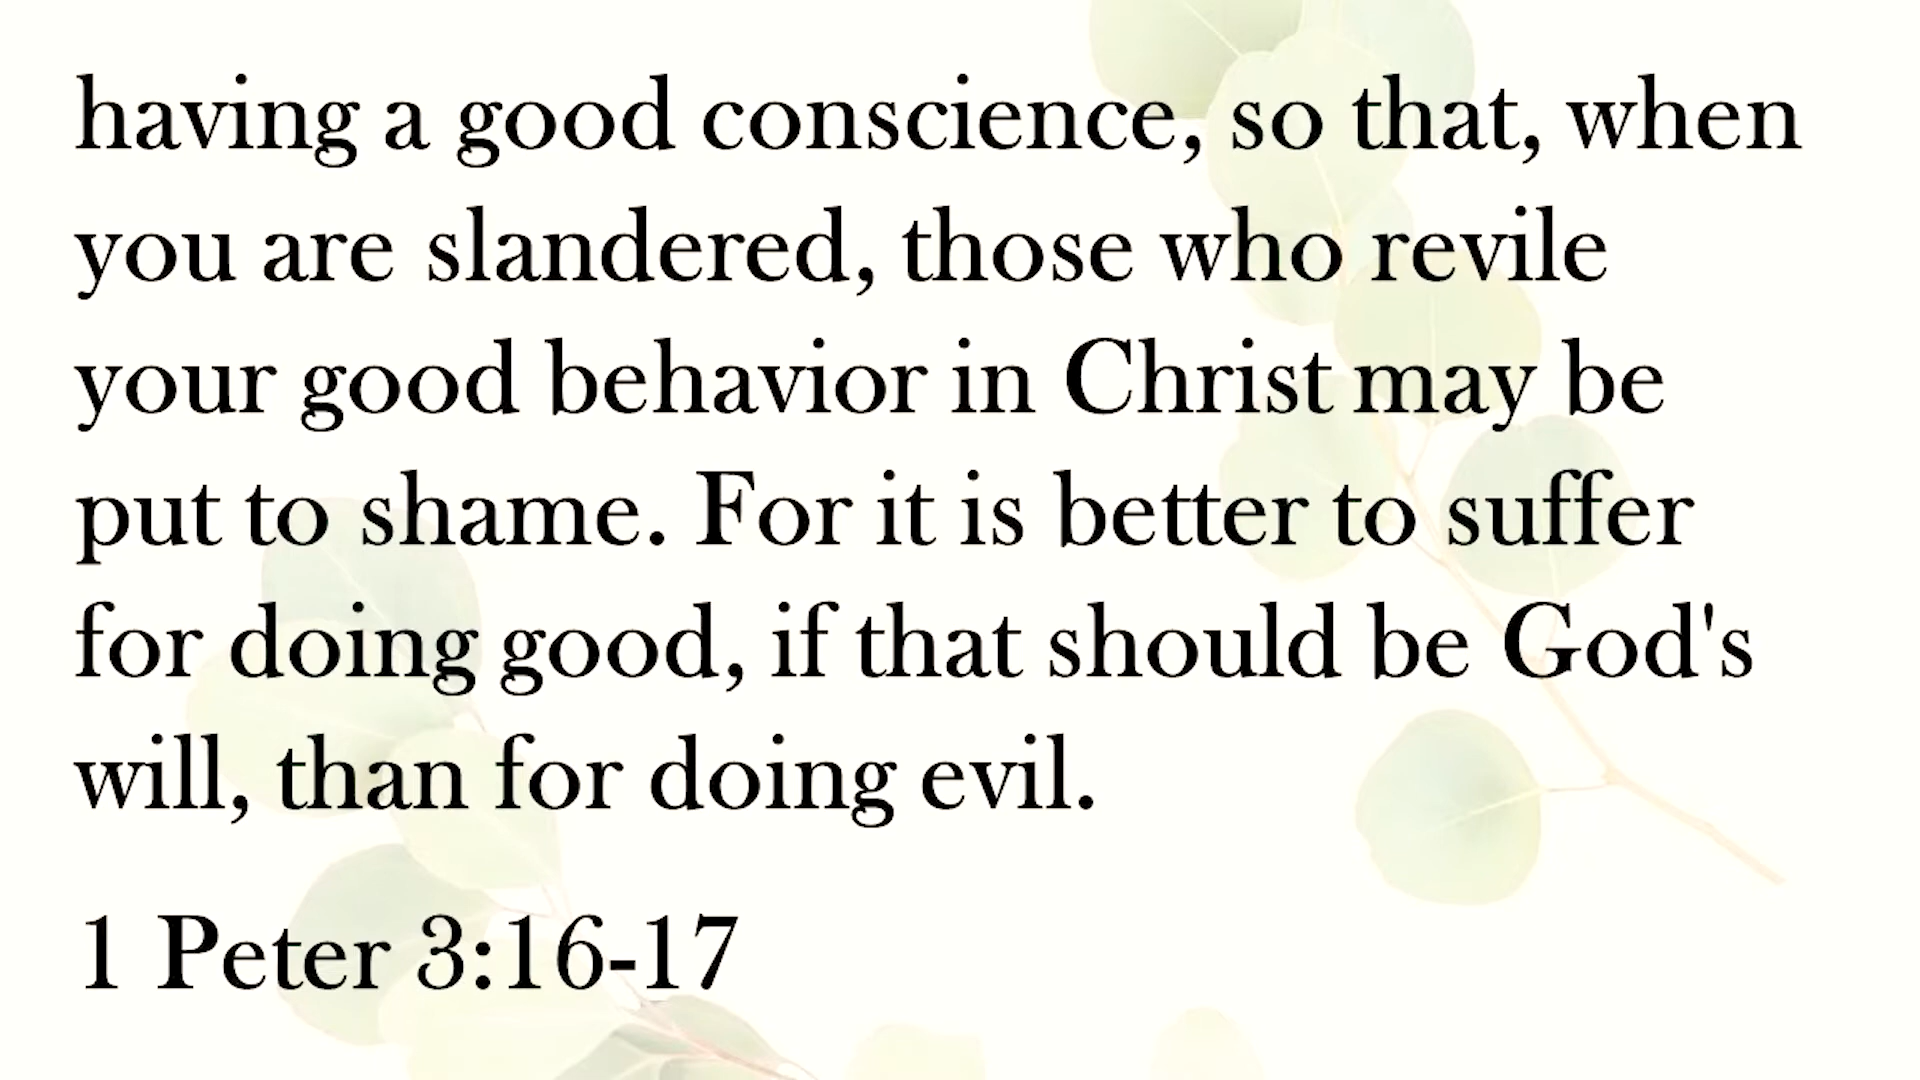 having a good conscience, so that, when
you are slandered, those who revile
your good behavior in Christ may be
put to shame. For it is better to suffer
for doing good, if that should be God's
will, than for doing evil.
1 Peter 3:16-17